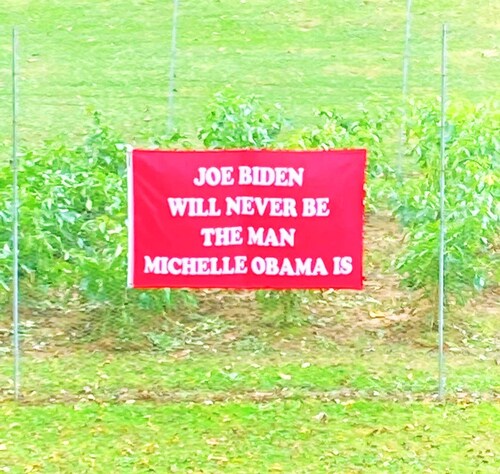 JOE BIDEN
WILL NEVER BE
THE MAN
MICHELLE OBAMA IS